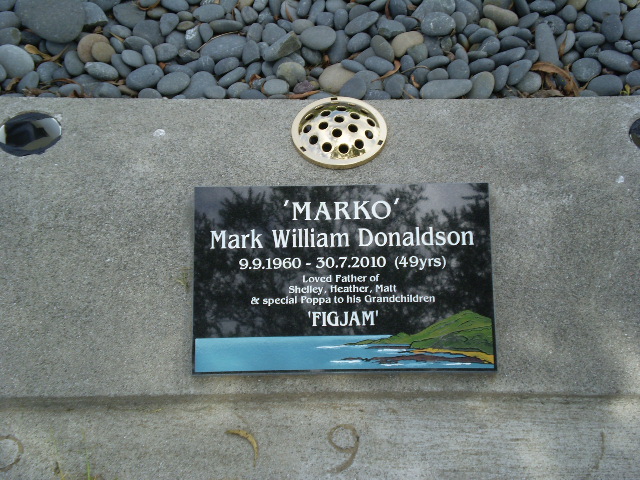 'MARKO'
Mark William Donaldson
9.9.1960 - 30.7.2010 (49yrs)
Loved Father of
Shelley, Heather, Matt
& special Poppa to his Grandchildren
'FIGJAM'
9